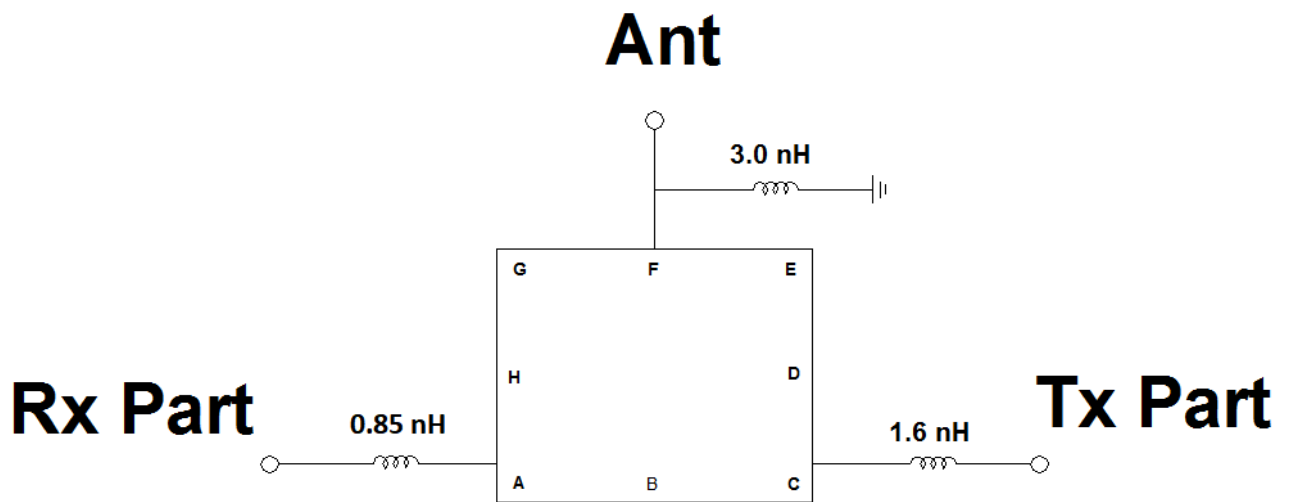 Ant
3.0 nH
G F E
H D
Rx Part 0.85 nH 1.6 nH Tx Part
A B C